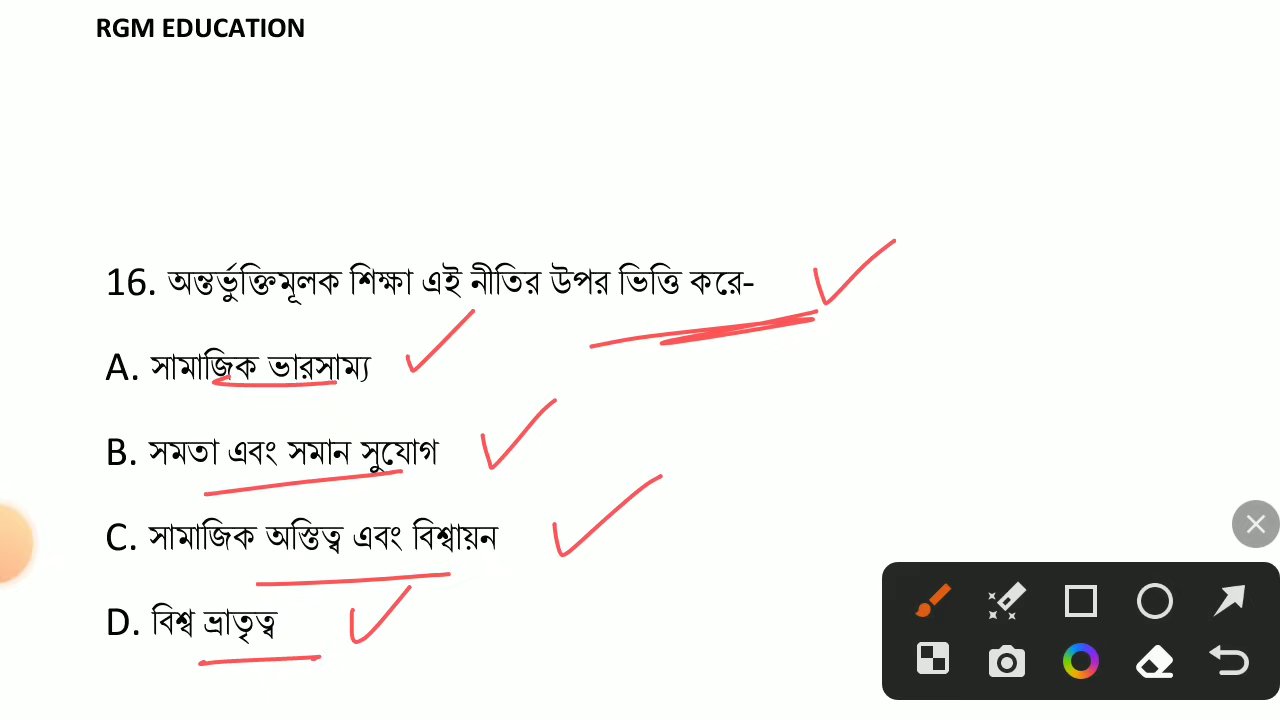 RGM EDUCATION
16. অন্তর্ভুক্তিমূলক শিক্ষা এই নীতির উপর ভিত্তি করে-
A. সামাজিক ভারসাম্য
B. সমতা এবং সমান সুযোগ
C. সামাজিক অস্তিত্ব এবং বিশ্বায়ন
D. বিশ্ব ভ্রাতৃত্ব